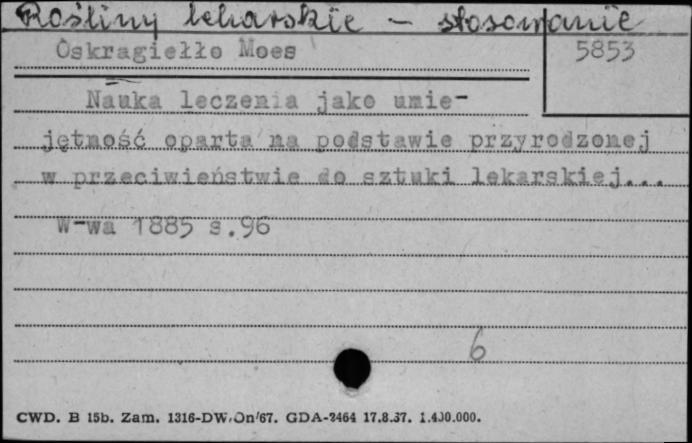 Rośliny lekarskie - stosowanie
Oskragiełło Moes
5853
Nauka leczenia jako umie-
jętność oparta na podstawie przyrodzonej
w przeciwieństwie do sztuki lekarskiej...
W-wa 1885 s.96
6
CWD. B 15b. Zam. 1316-DW/On/67. GDA-2464 17.8.67. 1.400.000.